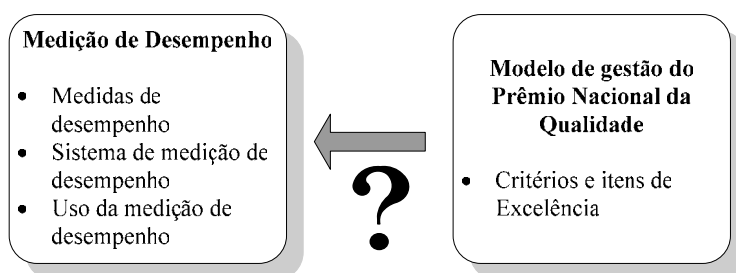 Medição de Desempenho
• Medidas de
desempenho
• Sistema de medição de
desempenho
• Uso da medição de
desempenho
?
Modelo de gestão do
Prêmio Nacional da
Qualidade
• Critérios e itens de
Excelência